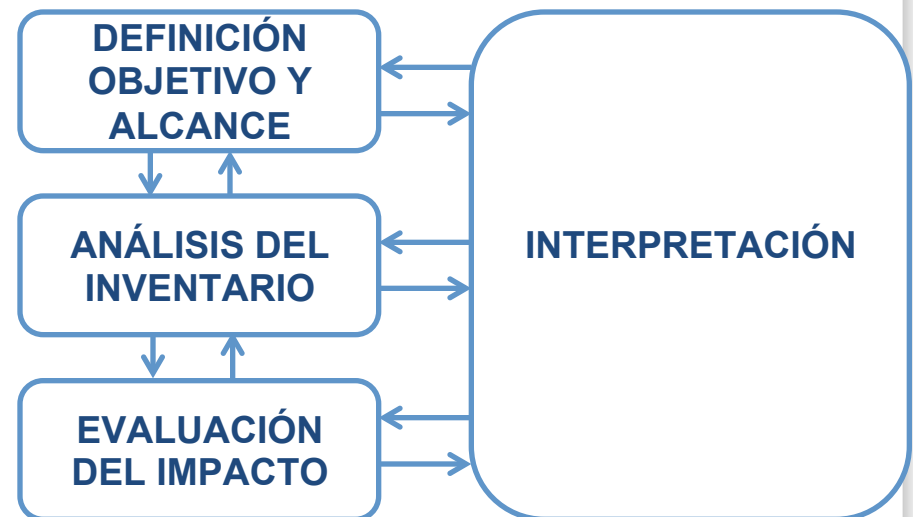 DEFINICIÓN
OBJETIVO Y
ALCANCE
ANÁLISIS DEL
INVENTARIO
EVALUACIÓN
DEL IMPACTO
INTERPRETACIÓN